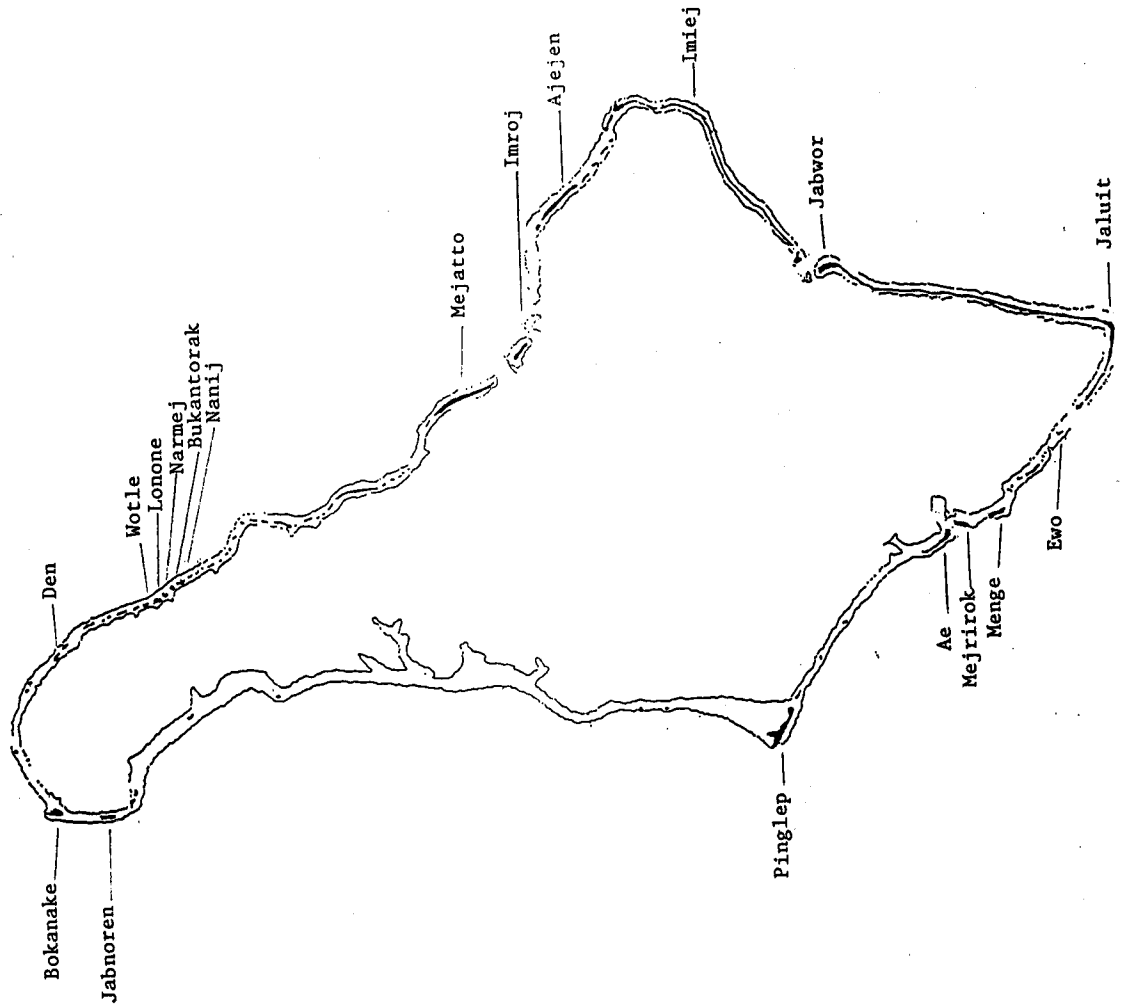 Bokanake
Jabnoren
Den
Wotle
Lonone
Narmej
Bukantorak
Nanij
Mejatto
Imroj
Ajejen
Imiej
Jabwor
Jaluit
Ewo
Menge
Mejrirok
Ae
Pinglep